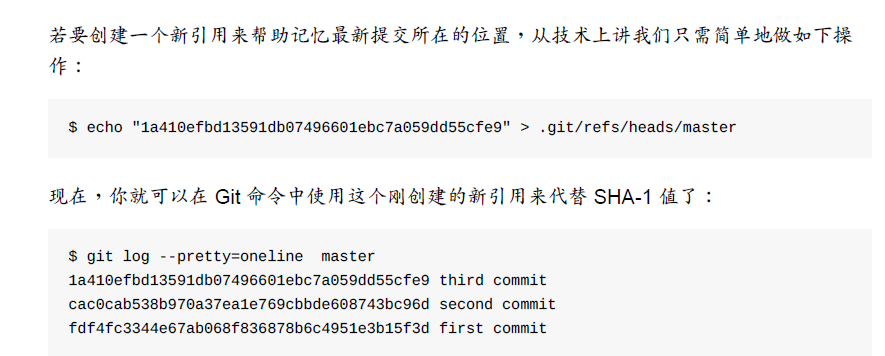 若要创建一个新引用来帮助记忆最新提交所在的位置，从技术上讲我们只需简单地做如下操
作：
$ echo "1a410efbd13591db07496601ebc7a059dd55cfe9" > .git/refs/heads/master
现在，你就可以在 Git 命令中使用这个刚创建的新引用来代替 SHA-1 值了：
$ git log --pretty=oneline  master
1a410efbd13591db07496601ebc7a059dd55cfe9 third commit
cac0cab538b970a37ea1e769cbbde608743bc96d second commit
fdf4fc3344e67ab068f836878b6c4951e3b15f3d first commit